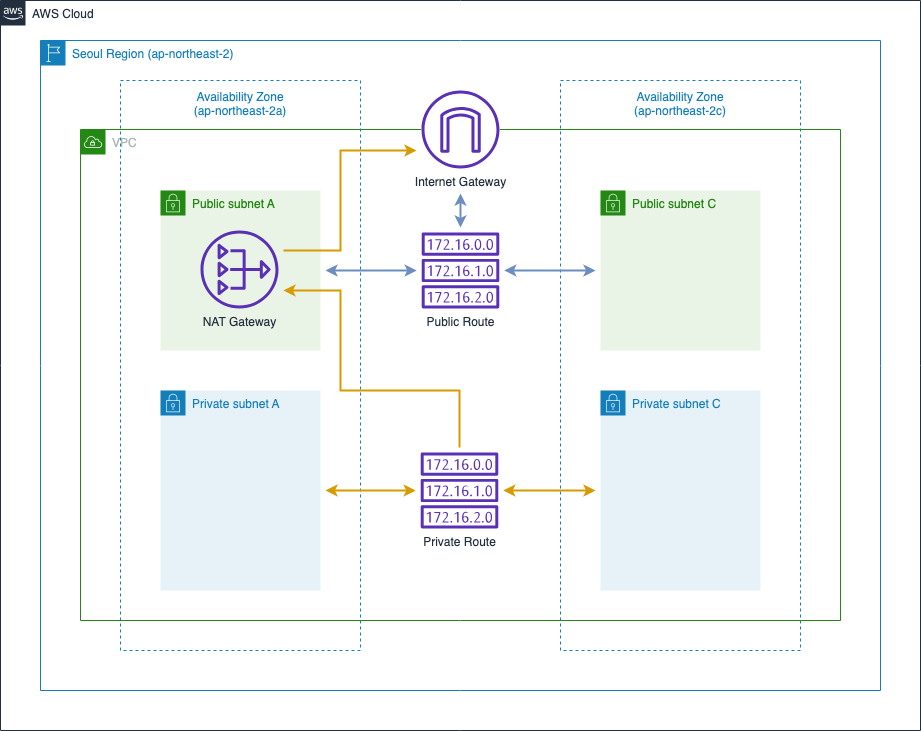 aws
AWS Cloud
Seoul Region (ap-northeast-2)
Availability Zone
(ap-northeast-2a)
Availability Zone
(ap-northeast-2c)
VPC
Internet Gateway
Public subnet A
Public subnet C
172.16.0.0
172.16.1.0
172.16.2.0
NAT Gateway
Public Route
Private subnet A
Private subnet C
172.16.0.0
172.16.1.0
172.16.2.0
Private Route